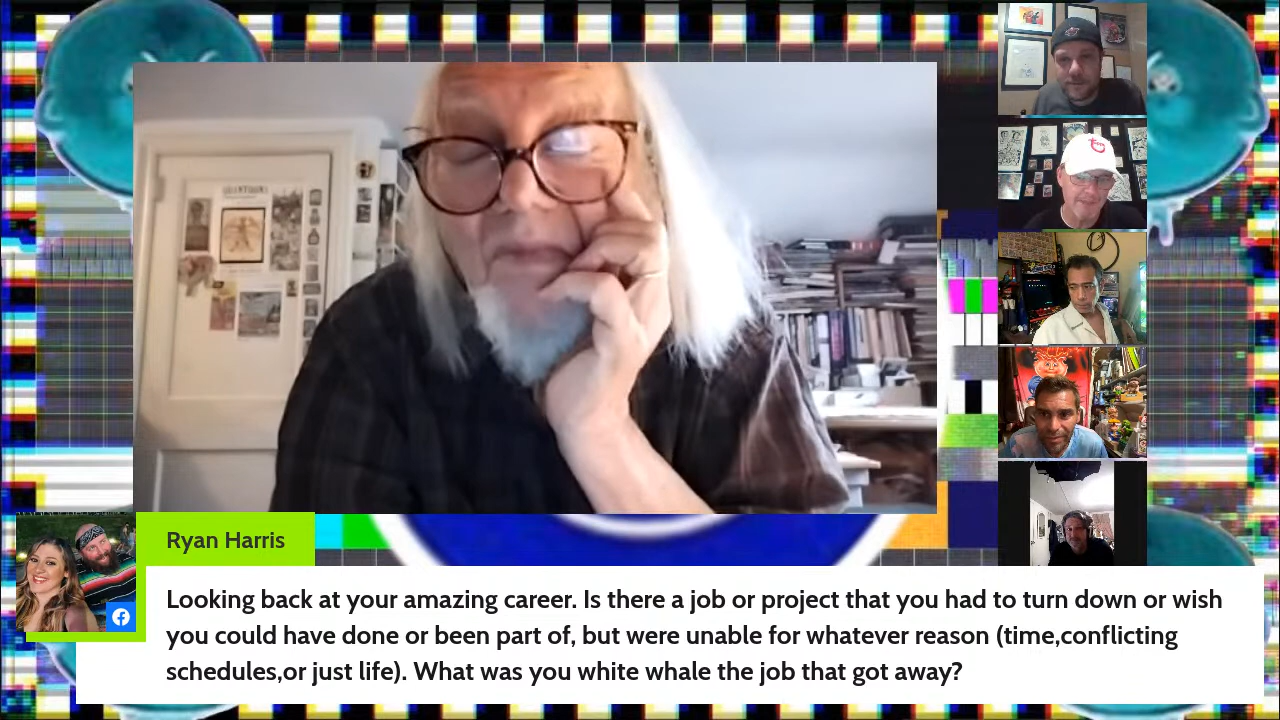 Ryan Harris
Looking back at your amazing career. Is there a job or project that you had to turn down or wish
you could have done or been part of, but were unable for whatever reason (time,conflicting
schedules,or just life). What was you white whale the job that got away?